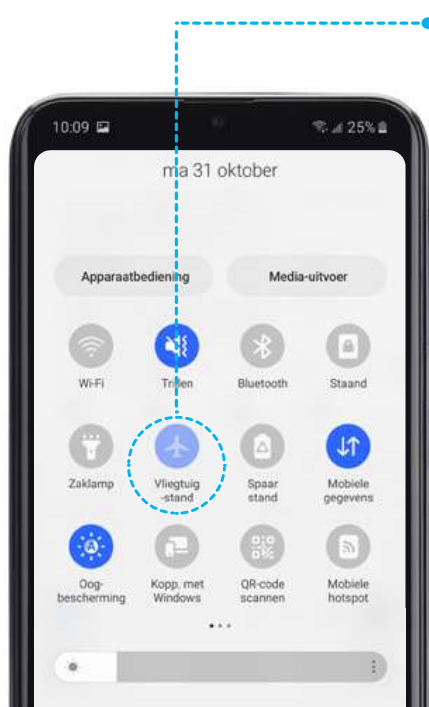 10:09 25%
ma 31 oktober
Apparaatbediening Media-uitvoer
Wi-Fi Trillen Bluetooth Staand
Zaklamp Vliegtuig Spaar Mobiele
-stand stand gegevens
Oog- Kopp. met QR-code Mobiele
bescherming Windows scannen hotspot